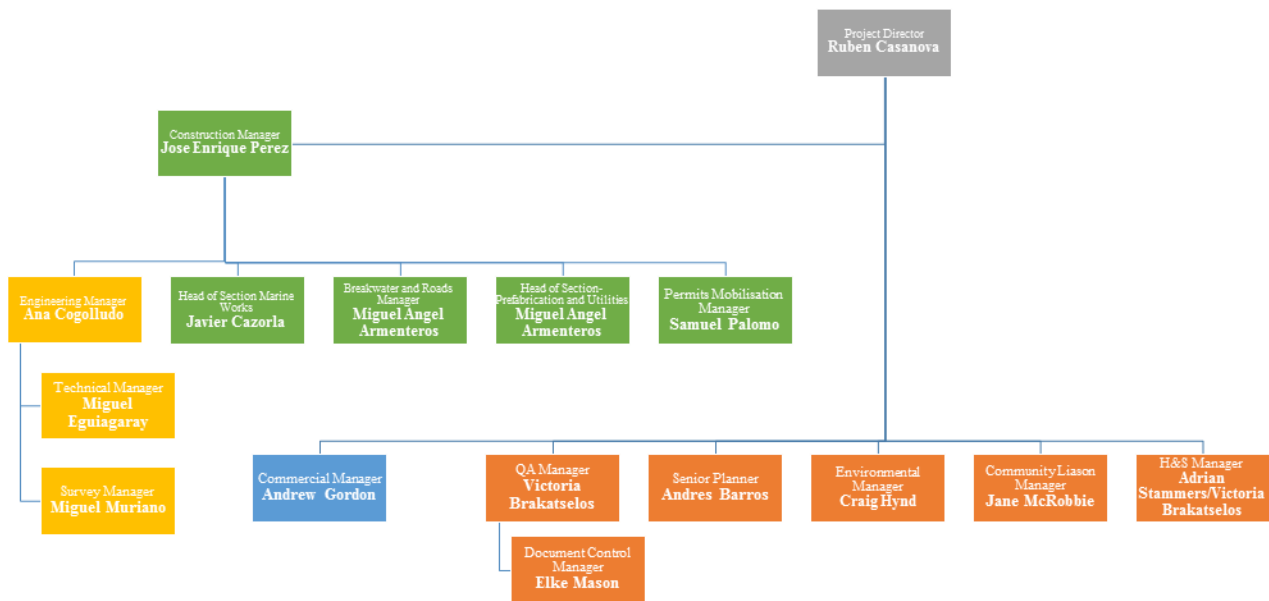 Project Director
Ruben Casanova
Construction Manager
Jose Enrique Perez
Engineering Manager
Ana Cogolludo
Head of Section Marine
Works
Javier Cazorla
Breakwater and Roads
Manager
Miguel Angel
Armenteros
Head of Section-
Prefabrication and Utilities
Miguel Angel
Armenteros
Permits Mobilisation
Manager
Samuel Palomo
Technical Manager
Miguel
Eguiagaray
Survey Manager
Miguel Muriano
Commercial Manager
Andrew Gordon
QA Manager
Victoria
Brakatselos
Senior Planner
Andres Barros
Environmental
Manager
Craig Hynd
Community Liason
Manager
Jane McRobbie
H&S Manager
Adrian
Stammers/Victoria
Brakatselos
Document Control
Manager
Elke Mason